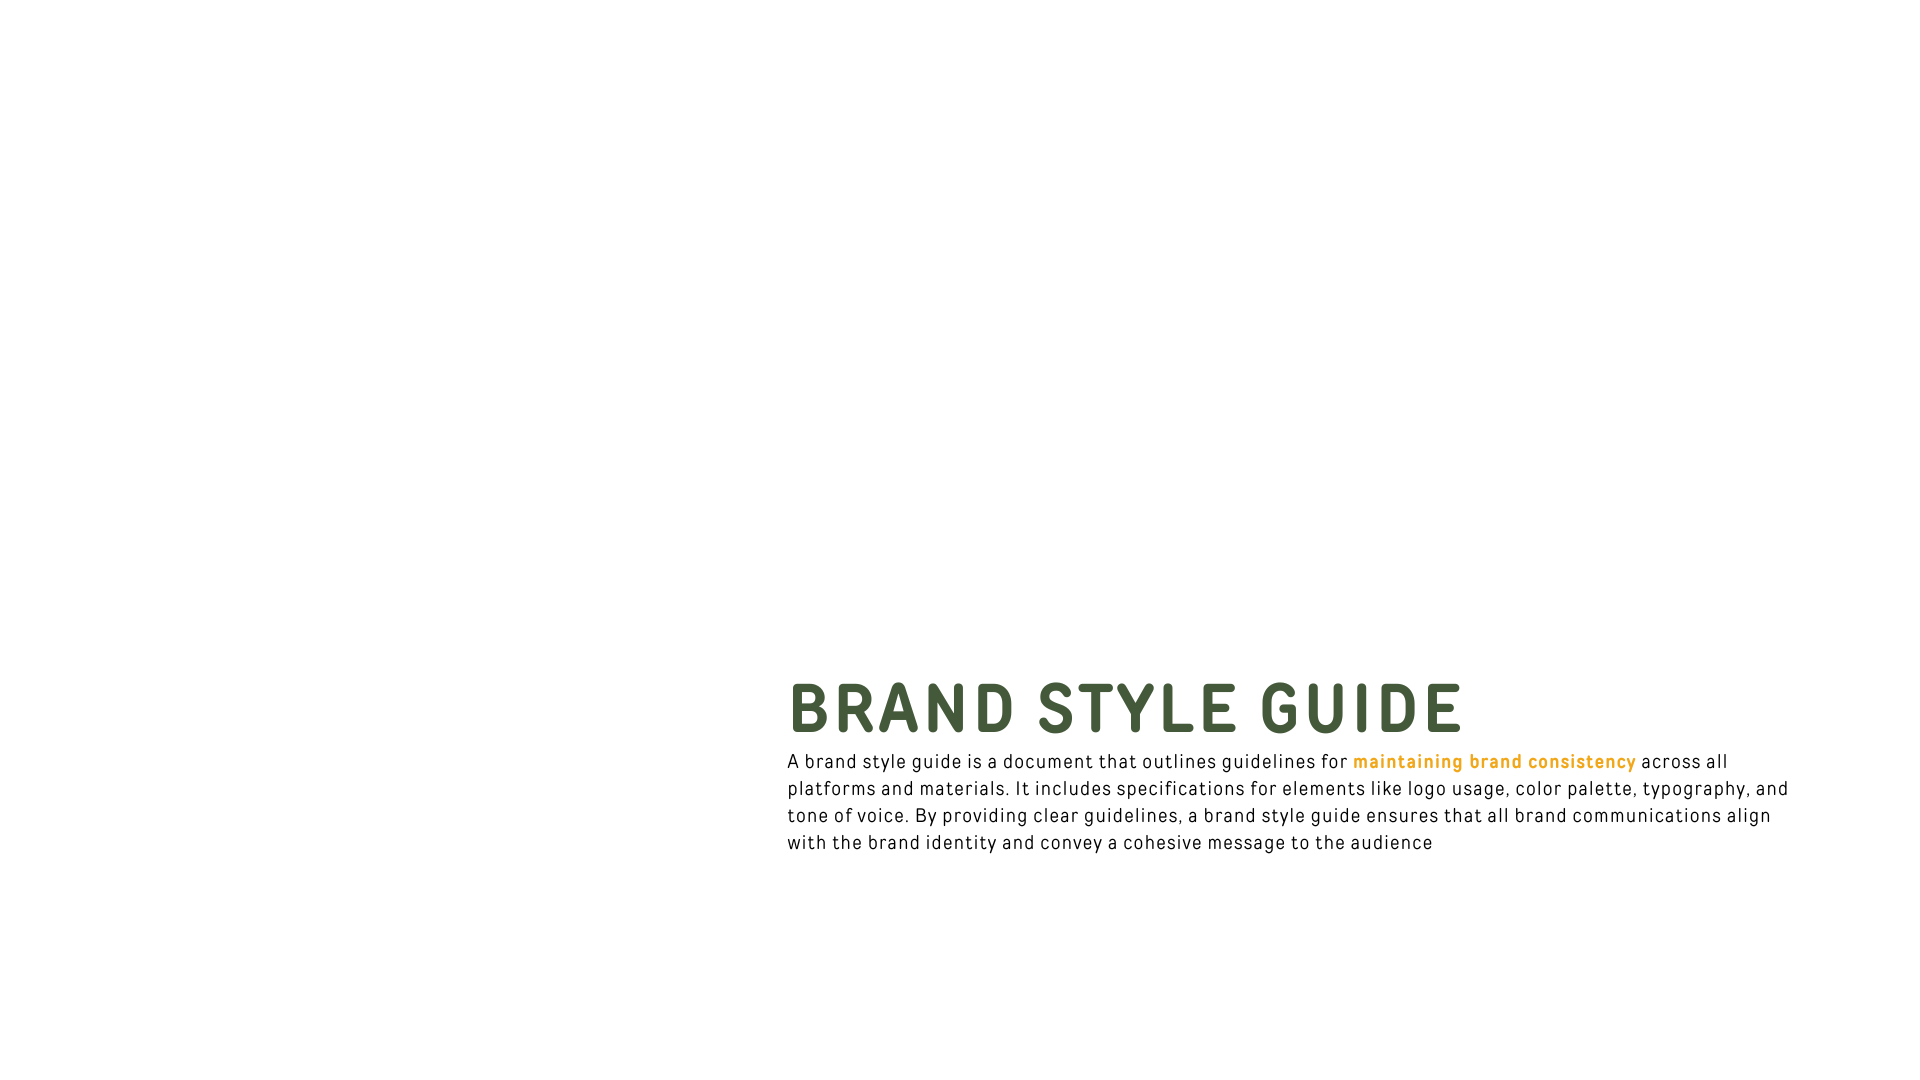 BRAND STYLE GUIDE
A brand style guide is a document that outlines guidelines for maintaining brand consistency across all
platforms and materials. It includes specifications for elements like logo usage, color palette, typography, and
tone of voice. By providing clear guidelines, a brand style guide ensures that all brand communications align
with the brand identity and convey a cohesive message to the audience